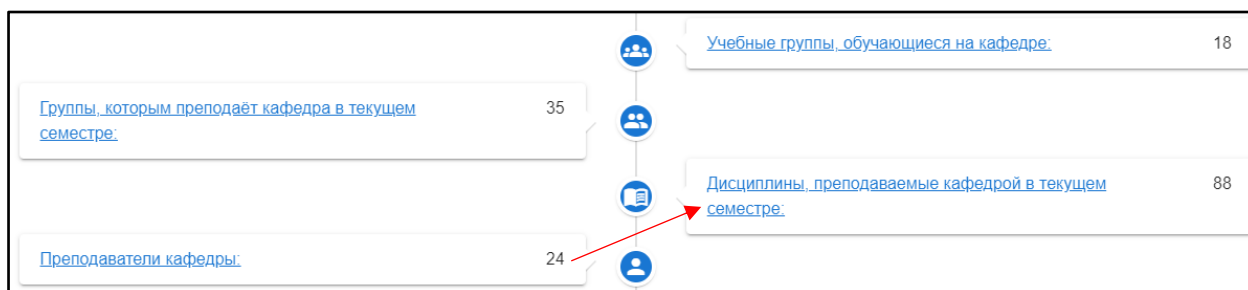 Учебные группы, обучающиеся на кафедре: 18
Группы, которым преподаёт кафедра в текущем 35
семестре:
Дисциплины, преподаваемые кафедрой в текущем 88
семестре:
Преподаватели кафедры: 24